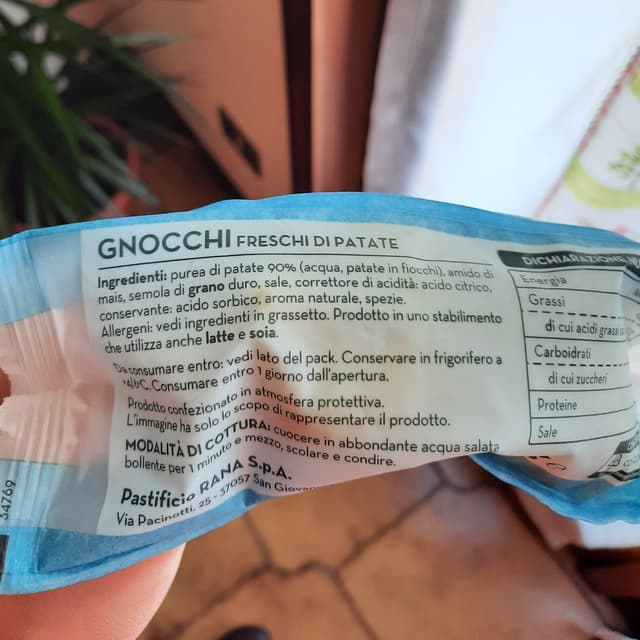 GNOCCHI FRESCHI DI PATATE
Ingredienti: purea di patate 90% (acqua, patate in fiocchi), amido di
mais, semola di grano duro, sale, correttore di acidità: acido citrico,
conservante: acido sorbico, aroma naturale, spezie.
Allergeni: vedi ingredienti in grassetto. Prodotto in uno stabilimento
che utilizza anche latte e soia.
Da consumare entro: vedi lato del pack. Conservare in frigorifero a
Consumare entro 1 giorno dall'apertura.
Prodotto confezionato in atmosfera protettiva.
L'immagine ha solo lo scopo di rappresentare il prodotto.
MODALITÀ DI COTTURA: cuocere in abbondante acqua salata
bollente per 1 minuto e mezzo, scolare e condire.
Pastificio RANA S.p.A.
Via Pacinotti, 25 - 37057 San
DICHIARAZIONE
Energia
Grassi
di cui acidi grassi
Carboidrati
di cui zuccheri
Proteine
Sale
34769